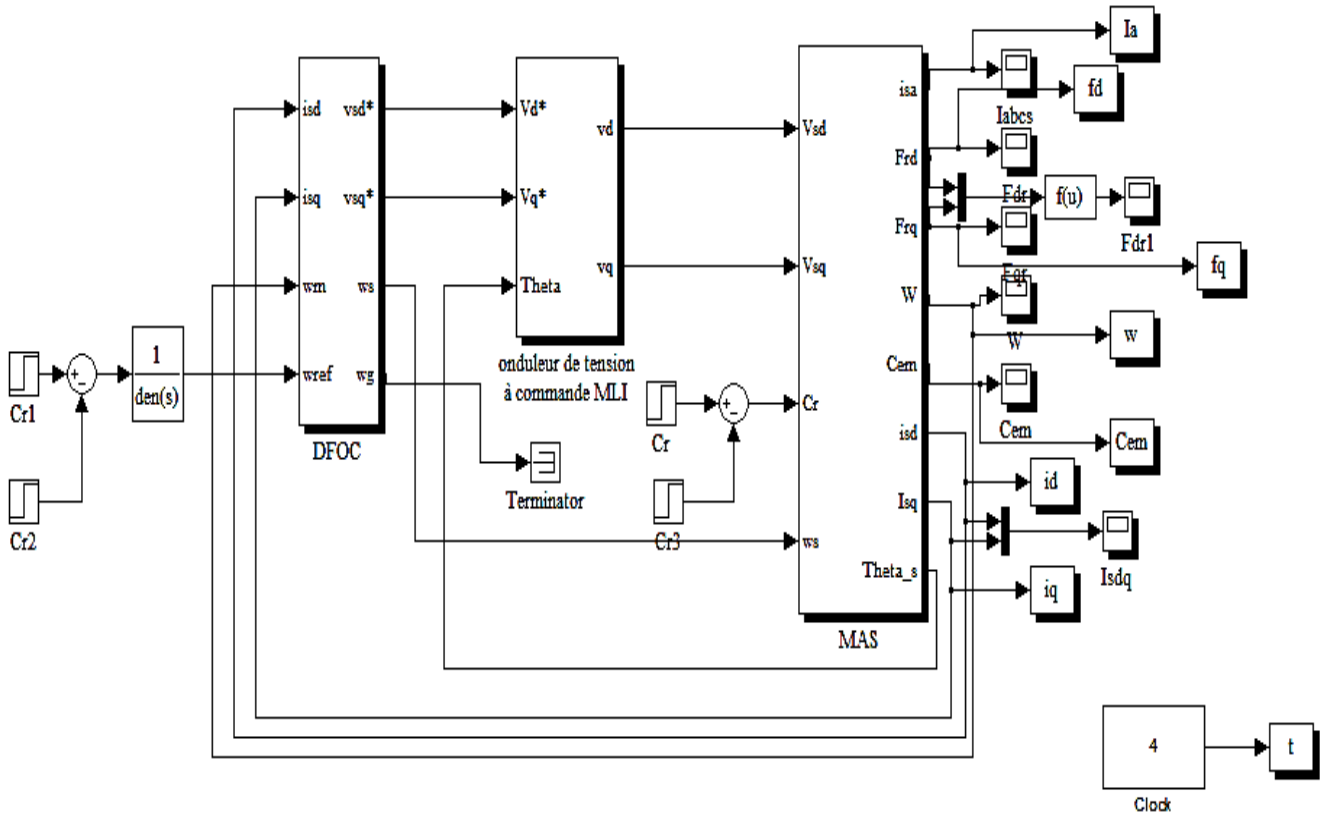 Ia
isa
fd
Iabcs
isd
vsd*
Vd*
vd
Vsd
Frd
isq
vsq*
Vq*
Fdr
f(u)
Fdr1
Frq
vq
Vsq
Fqr
fq
wm
ws
Theta
W
W
w
onduleur de tension
à commande MLI
1
den(s)
+
-
wref
wg
Cr1
DFOC
Cem
Cem
Cem
Cr
+
-
Cr
isd
id
Terminator
Cr2
Cr3
Isq
ws
Isdq
Theta_s
iq
MAS
4
t
Clock